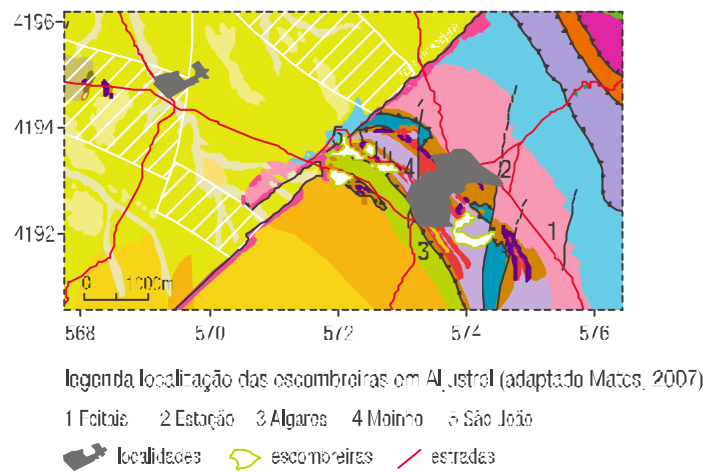 4196
4194
4192
5
4
2
1
3
0 1000m
568 570 572 574 576
legenda localização das escombreiras em Aljustrel (adaptado Matos, 2007)
1 Feitais 2 Estação 3 Algares 4 Moinho 5 São João
localidades escombreiras estradas